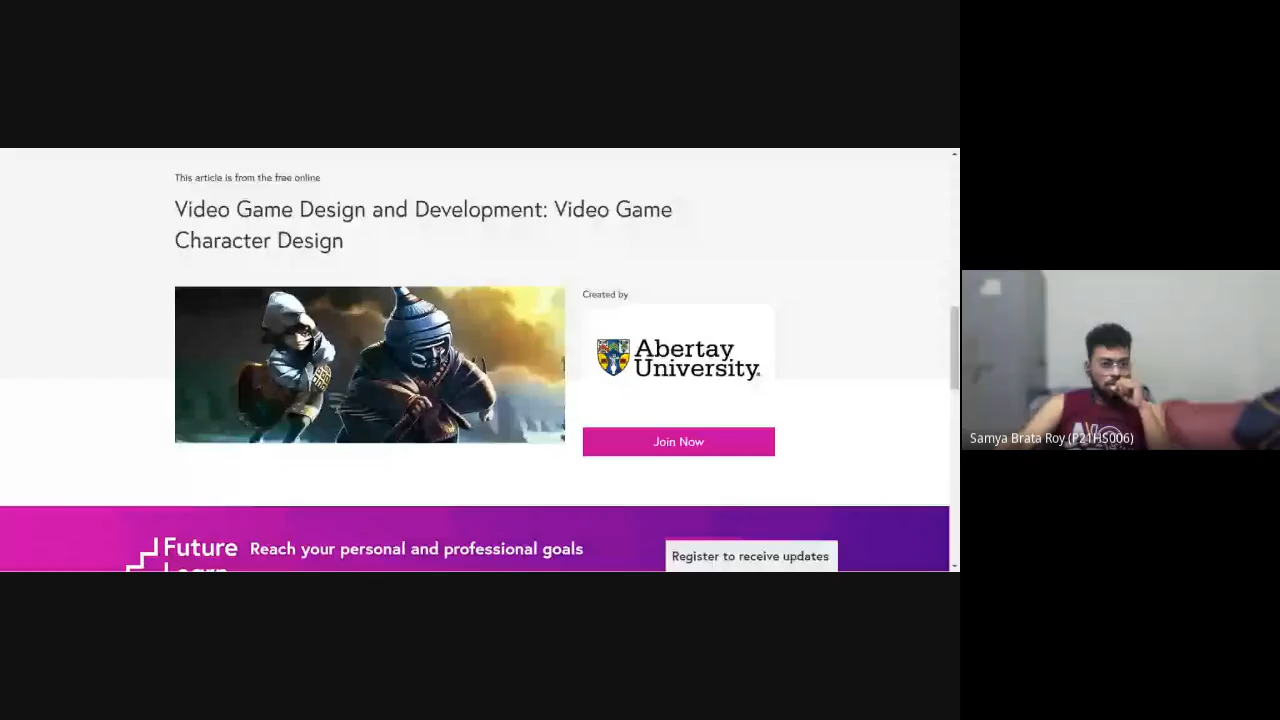 This article is from the free online
Video Game Design and Development: Video Game
Character Design
Created by
Abertay
University.
Join Now
Future
Learn
Reach your personal and professional goals
Register to receive updates
Samya Brata Roy (P21HS006)